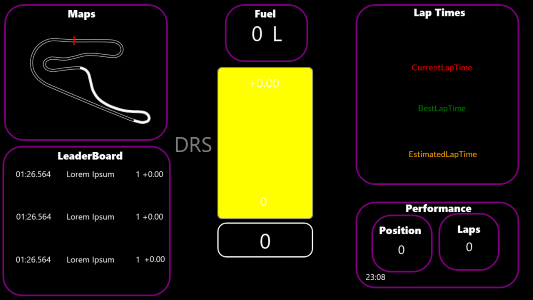 Maps
Fuel
0 L
Lap Times
CurrentLapTime
BestLapTime
EstimatedLapTime
+0.00
DRS
0
0
LeaderBoard
01:26.564 Lorem Ipsum 1 +0.00
01:26.564 Lorem Ipsum 1 +0.00
01:26.564 Lorem Ipsum 1 +0.00
Performance
Position
0
Laps
0
23:08